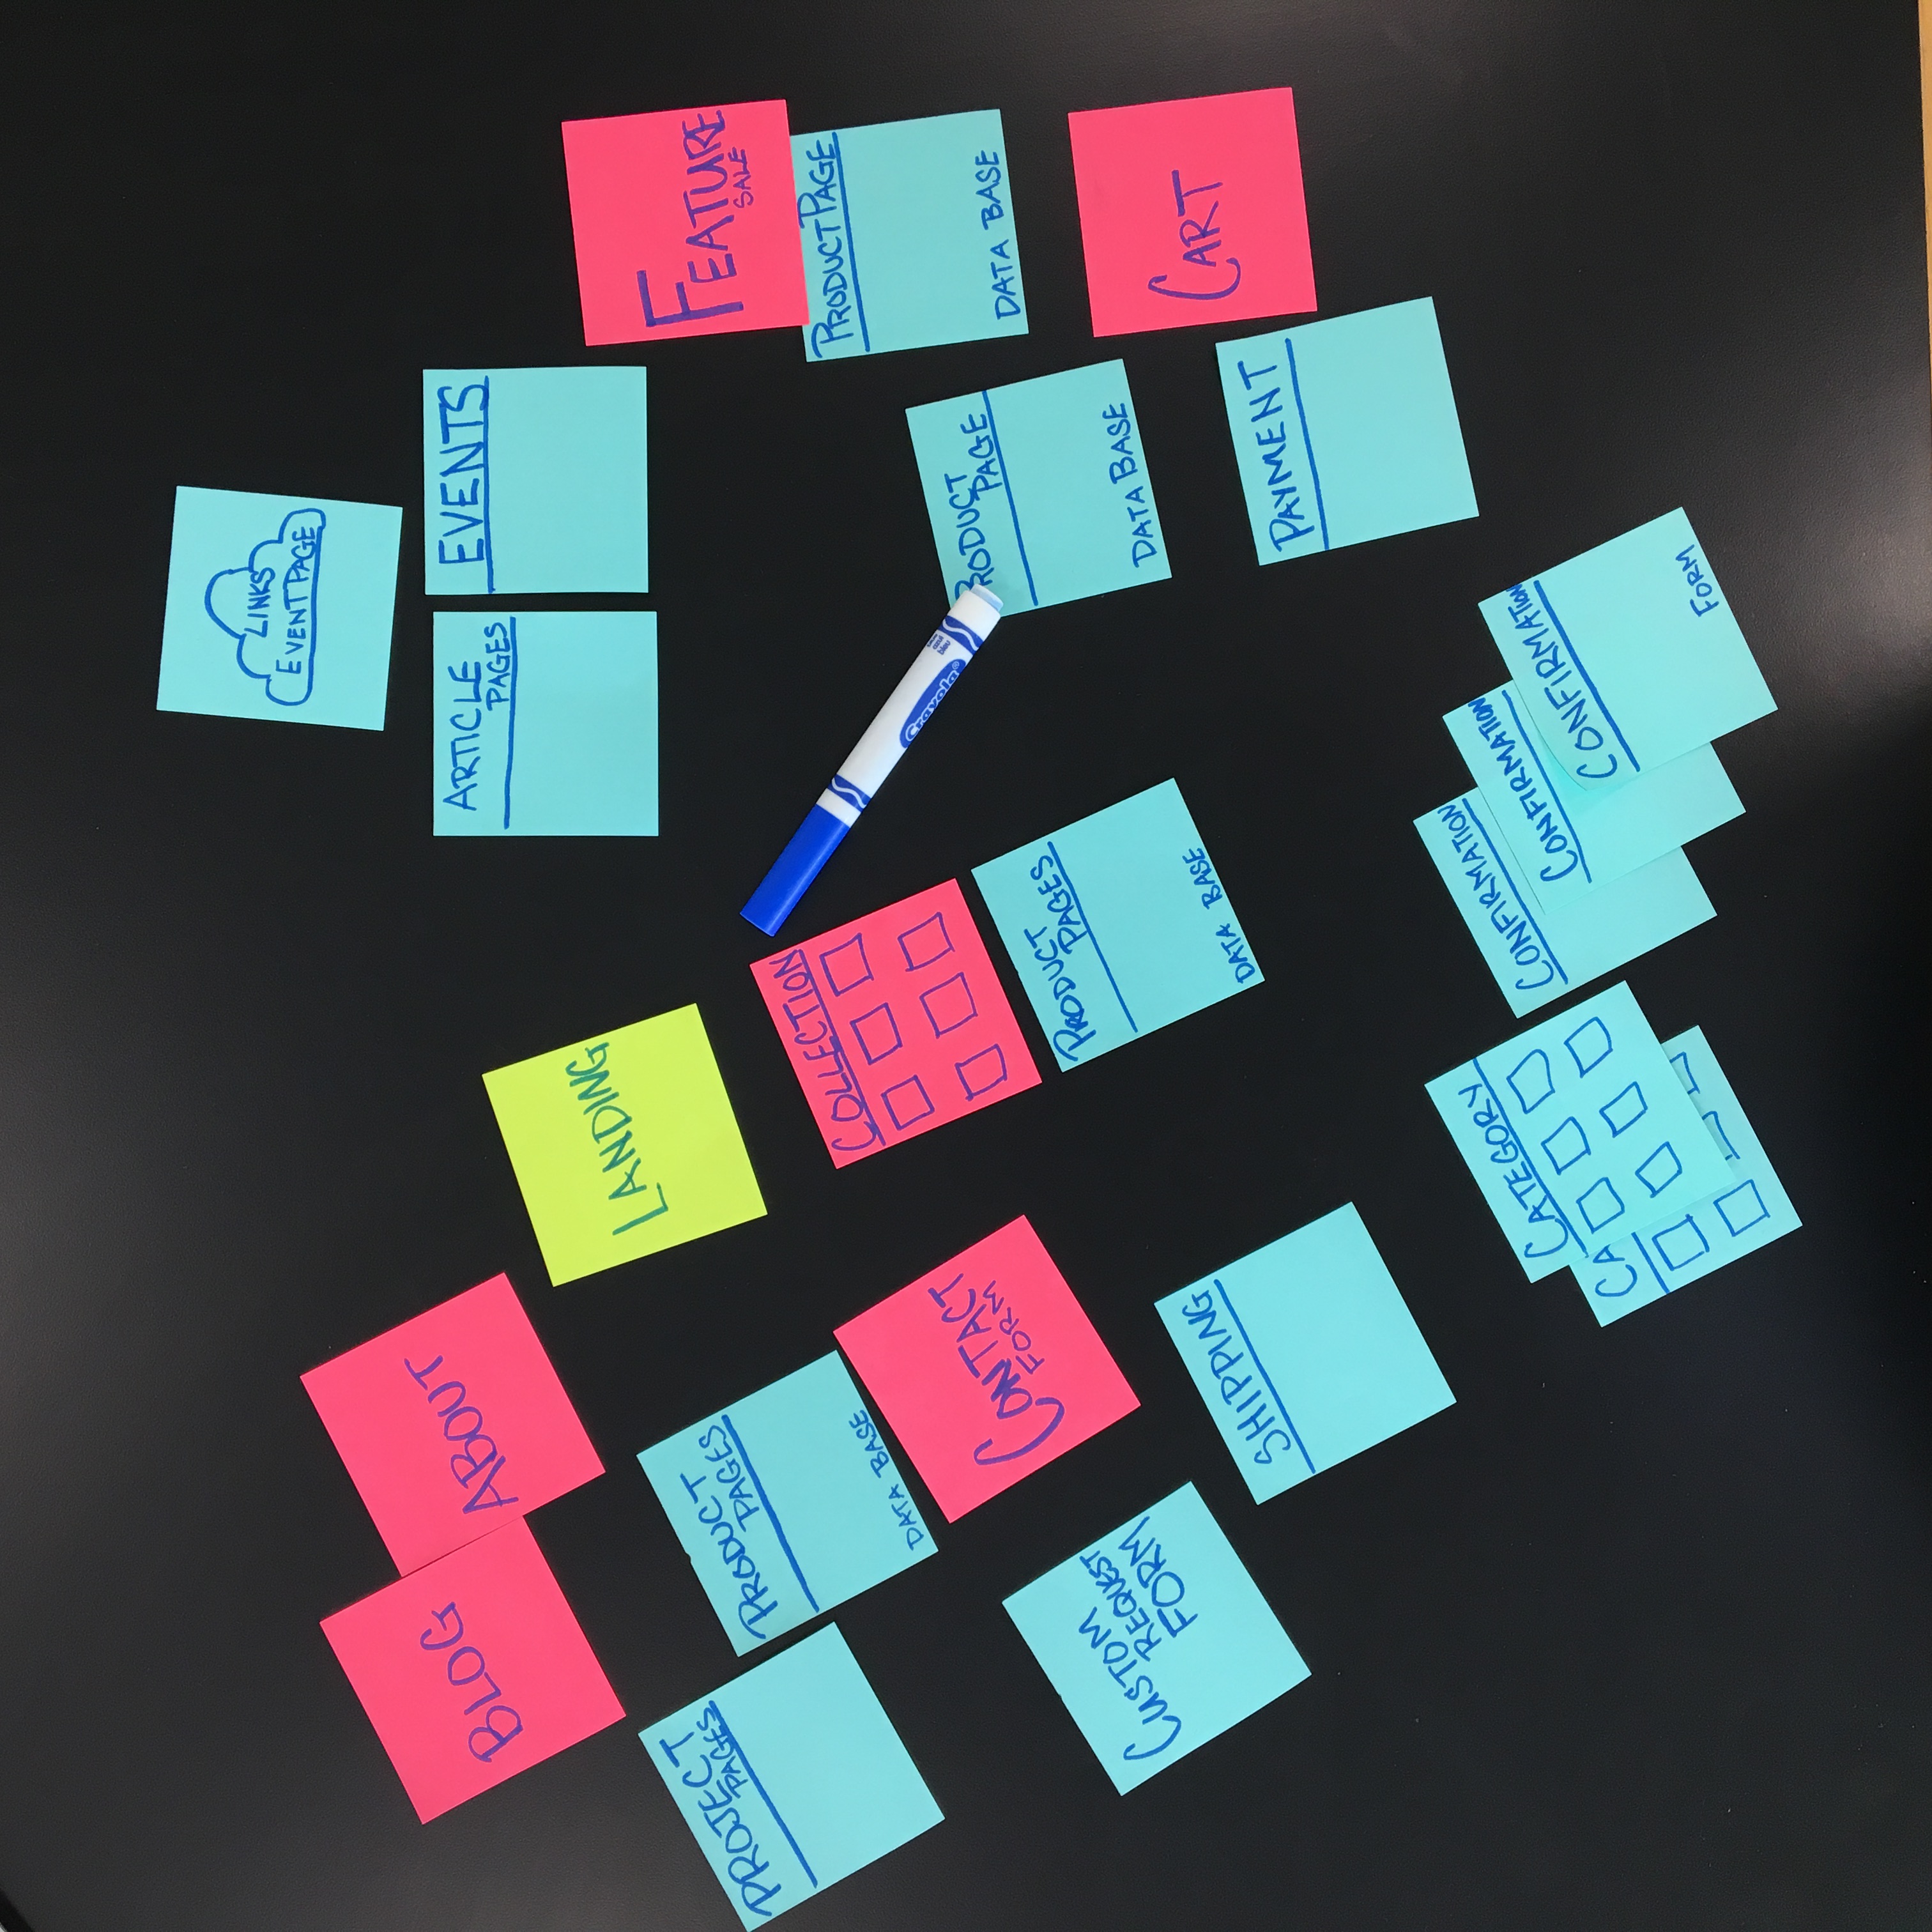 LINKS
EVENT PAGE
BLOG
ABOUT
ARTICLE
PAGES
EVENTS
LANDING
FEATURE
SALE
PROJECT
PAGES
PRODUCT
PAGES
DATA BASE
COLLECTION
Crayola
PRODUCT PAGE
DATA BASE
CONTACT
FORM
RODUCT
PAGE
DATA BASE
PRODUCT
PAGES
DATA BASE
CUSTOM
REQUEST
FORM
CART
SHIPPING
PAYMENT
CATEGORY
CA
CONFIRMATION
CONFIRMATION
CONFIRMATION
FORM